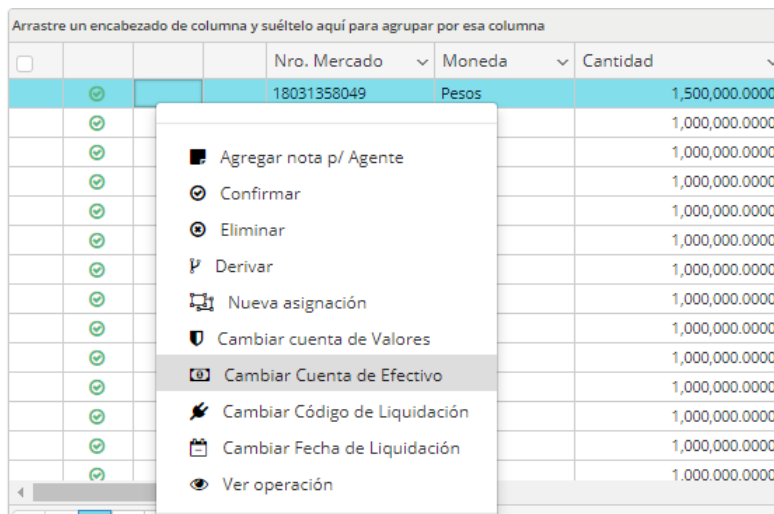 Arrastre un encabezado de columna y suéltelo aquí para agrupar por esa columna
Nro. Mercado Moneda Cantidad
18031358049 Pesos 1,500,000.0000
1,000,000.0000
Agregar nota p/ Agente 1,000,000.0000
1,000,000.0000
Confirmar 1,000,000.0000
Eliminar 1,000,000.0000
Derivar 1,000,000.0000
Nueva asignación 1,000,000.0000
Cambiar cuenta de Valores 1,000,000.0000
1,000,000.0000
Cambiar Cuenta de Efectivo 1,000,000.0000
Cambiar Código de Liquidación 1,000,000.0000
Cambiar Fecha de Liquidación 1,000,000.0000
Ver operación 1,000,000.0000